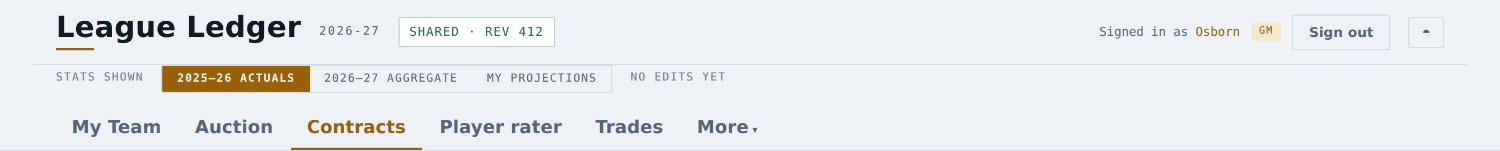 League Ledger 2026-27 SHARED · REV 412 Signed in as Osborn GM Sign out
STATS SHOWN 2025–26 ACTUALS 2026–27 AGGREGATE MY PROJECTIONS NO EDITS YET
My Team Auction Contracts Player rater Trades More ▾